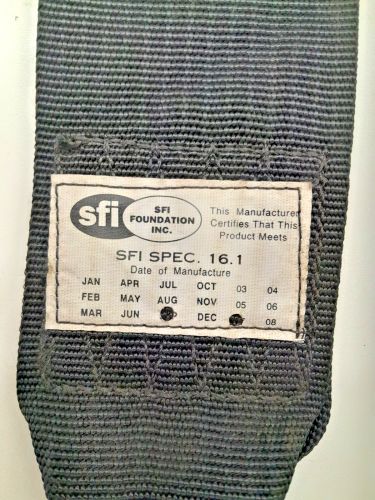 sfi
SFI
FOUNDATION
INC.
This Manufacturer
Certifies That This
Product Meets
SFI SPEC. 16.1
Date of Manufacture
JAN APR JUL OCT 03 04
FEB MAY AUG NOV 05 06
MAR JUN DEC 08